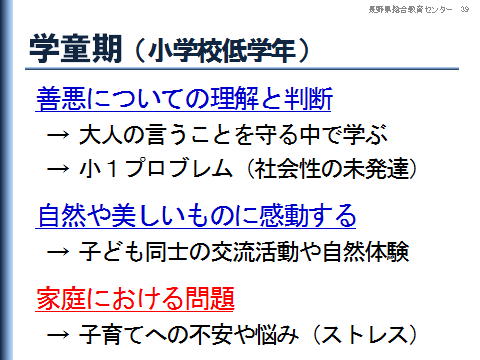 長野県総合教育センター 39
学童期（小学校低学年）
善悪についての理解と判断
→ 大人の言うことを守る中で学ぶ
→ 小１プロブレム（社会性の未発達）
自然や美しいものに感動する
→ 子ども同士の交流活動や自然体験
家庭における問題
→ 子育てへの不安や悩み（ストレス）